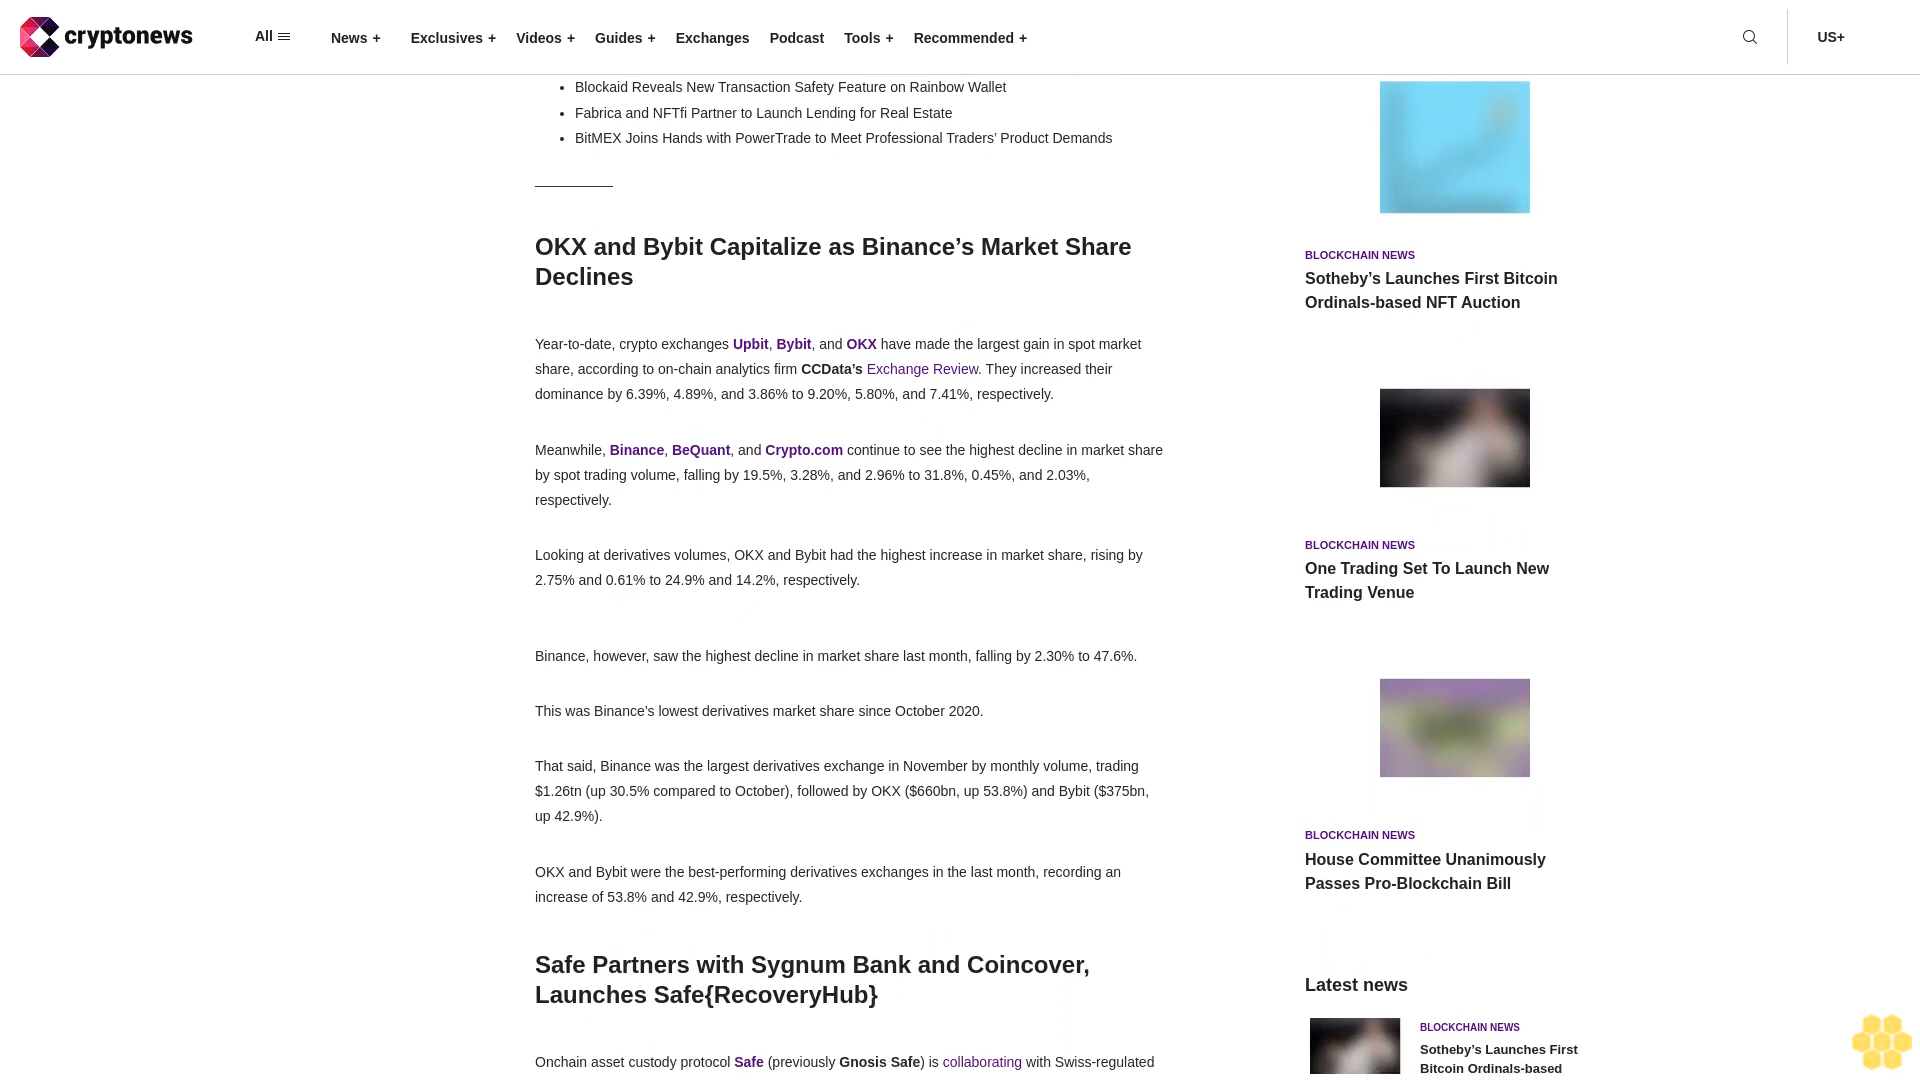 cryptonews
All
News +
Exclusives +
Videos +
Guides +
Exchanges
Podcast
Tools +
Recommended +
US+
• Blockaid Reveals New Transaction Safety Feature on Rainbow Wallet
• Fabrica and NFTfi Partner to Launch Lending for Real Estate
• BitMEX Joins Hands with PowerTrade to Meet Professional Traders’ Product Demands
__________
OKX and Bybit Capitalize as Binance’s Market Share
Declines
Year-to-date, crypto exchanges Upbit, Bybit, and OKX have made the largest gain in spot market
share, according to on-chain analytics firm CCData’s Exchange Review. They increased their
dominance by 6.39%, 4.89%, and 3.86% to 9.20%, 5.80%, and 7.41%, respectively.
Meanwhile, Binance, BeQuant, and Crypto.com continue to see the highest decline in market share
by spot trading volume, falling by 19.5%, 3.28%, and 2.96% to 31.8%, 0.45%, and 2.03%,
respectively.
Looking at derivatives volumes, OKX and Bybit had the highest increase in market share, rising by
2.75% and 0.61% to 24.9% and 14.2%, respectively.
Binance, however, saw the highest decline in market share last month, falling by 2.30% to 47.6%.
This was Binance’s lowest derivatives market share since October 2020.
That said, Binance was the largest derivatives exchange in November by monthly volume, trading
$1.26tn (up 30.5% compared to October), followed by OKX ($660bn, up 53.8%) and Bybit ($375bn,
up 42.9%).
OKX and Bybit were the best-performing derivatives exchanges in the last month, recording an
increase of 53.8% and 42.9%, respectively.
Safe Partners with Sygnum Bank and Coincover,
Launches Safe{RecoveryHub}
Onchain asset custody protocol Safe (previously Gnosis Safe) is collaborating with Swiss-regulated
BLOCKCHAIN NEWS
Sotheby’s Launches First Bitcoin
Ordinals-based NFT Auction
BLOCKCHAIN NEWS
One Trading Set To Launch New
Trading Venue
BLOCKCHAIN NEWS
House Committee Unanimously
Passes Pro-Blockchain Bill
Latest news
BLOCKCHAIN NEWS
Sotheby’s Launches First
Bitcoin Ordinals-based